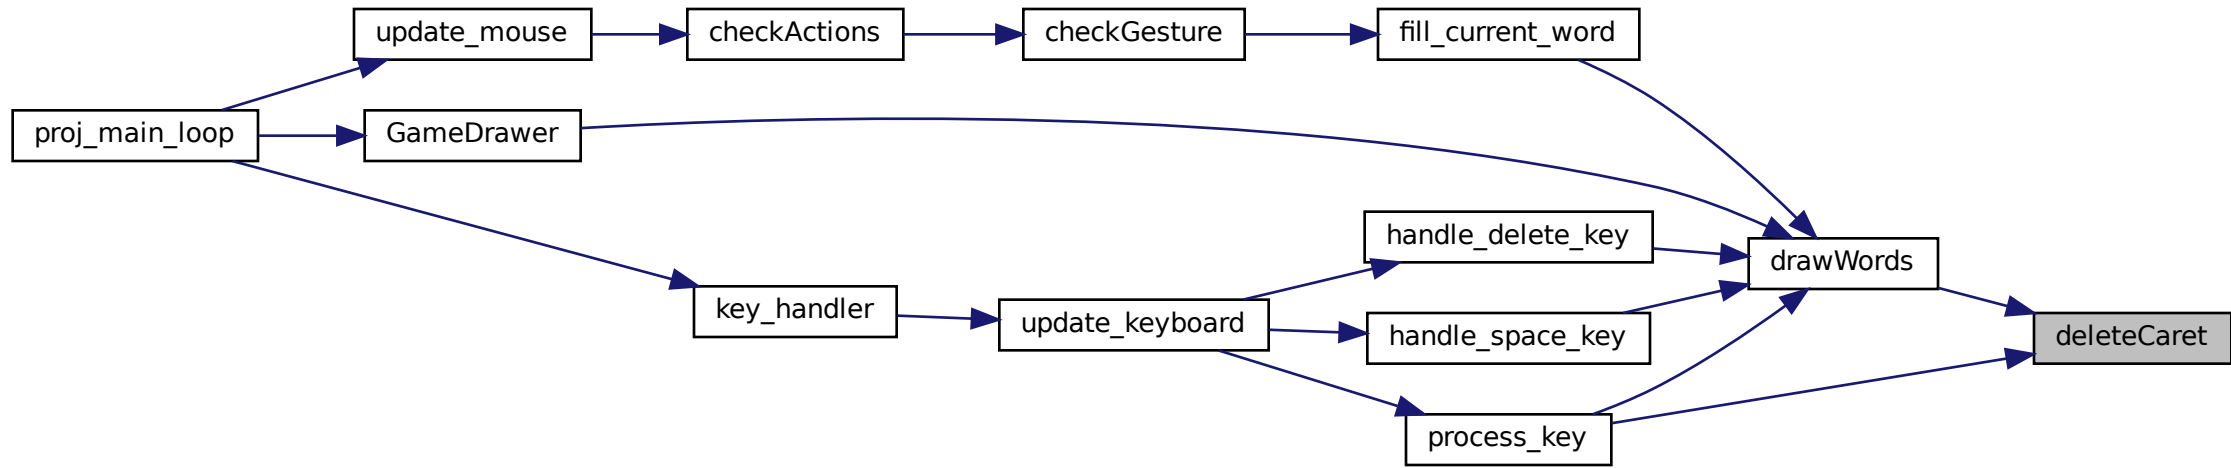 update_mouse
checkActions
checkGesture
fill_current_word
proj_main_loop
GameDrawer
handle_delete_key
drawWords
key_handler
update_keyboard
handle_space_key
deleteCaret
process_key